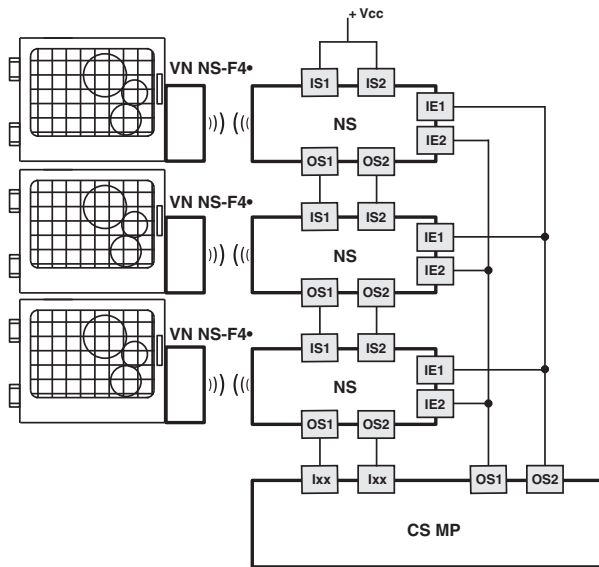 + Vcc
VN NS-F4•
IS1 IS2
IE1
NS
IE2
OS1 OS2
VN NS-F4•
IS1 IS2
IE1
NS
IE2
OS1 OS2
VN NS-F4•
IS1 IS2
IE1
NS
IE2
OS1 OS2
Ixx Ixx OS1 OS2
CS MP